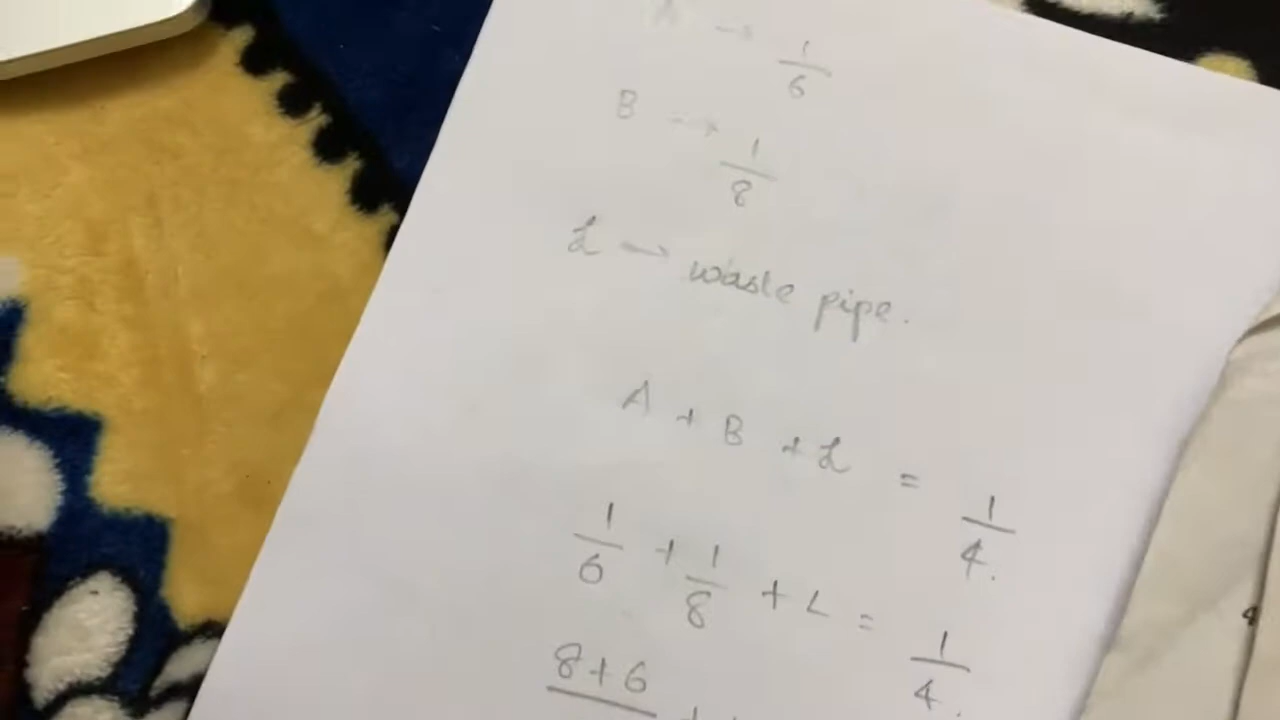 A → 1/6
B → 1/8
L → waste pipe.
A + B + L = 1/4.
1/6 + 1/8 + L = 1/4.
8+6